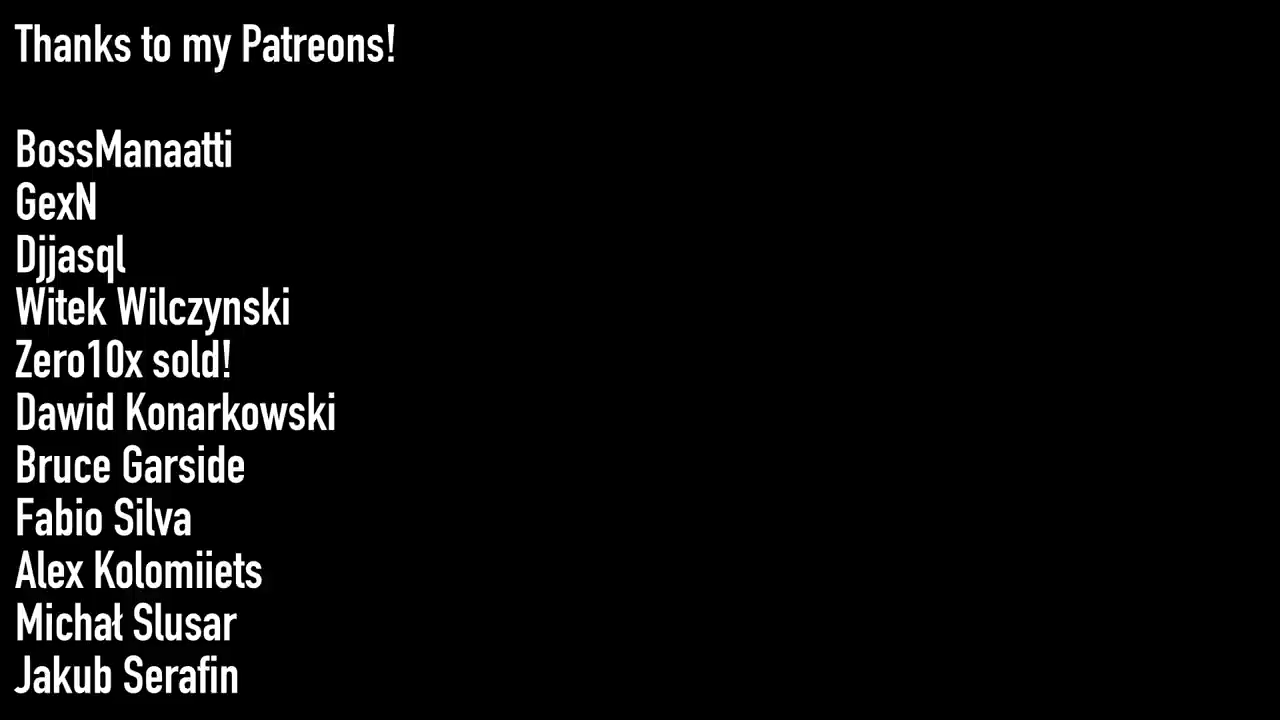 Thanks to my Patreons!
BossManaatti
GexN
Djjasql
Witek Wilczynski
Zero10x sold!
Dawid Konarkowski
Bruce Garside
Fabio Silva
Alex Kolomiiets
Michał Slusar
Jakub Serafin